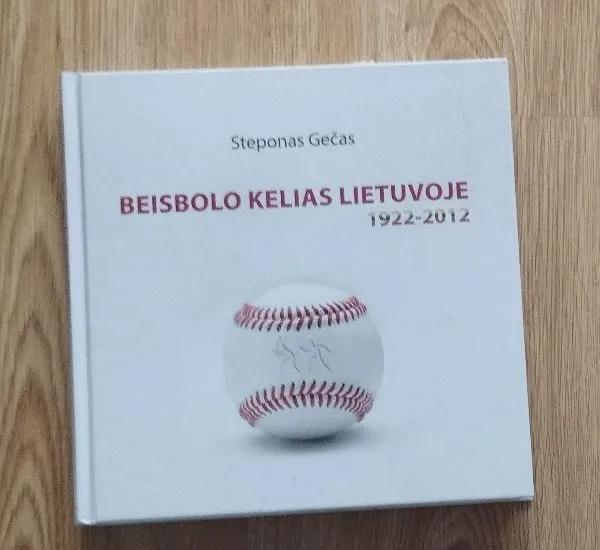 Steponas Gečas
BEISBOLO KELIAS LIETUVOJE
1922-2012